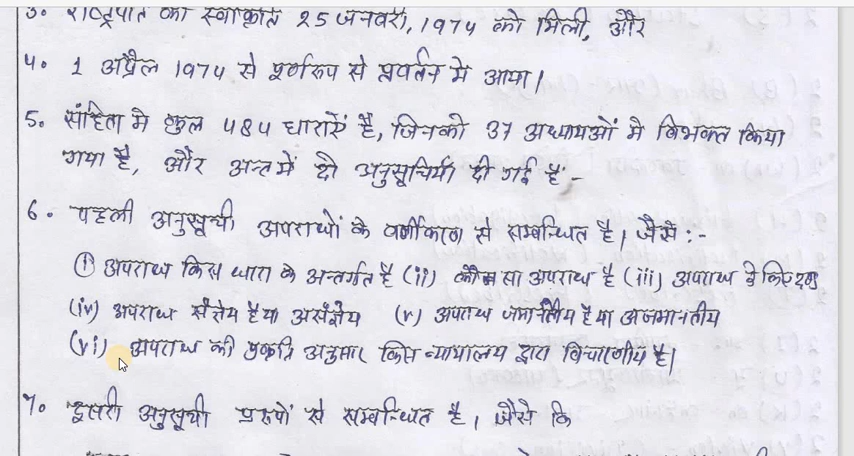 3. राष्ट्रपति की स्वीकृति 25 जनवरी, 1974 को मिली, और
4. 1 अप्रैल 1974 से पूर्णरूप से प्रवर्तन मे आया।
5. संहिता मे कुल 484 धाराऐं है, जिनको 37 अध्यायओं मे विभक्त किया
गया है, और अन्त में दो अनुसूचियाँ दी गई है -
6. पहली अनुसूची अपराधों के वर्गीकरण से सम्बन्धित है। जैसे :-
(i) अपराध किस धारा के अन्तर्गत है (ii) कौन सा अपराध है (iii) अपराध के लिए दण्ड
(iv) अपराध संज्ञेय है या असंज्ञेय (v) अपराध जमानतीय है या अजमानतीय
(vi) अपराध की प्रकृति अनुसार किस न्यायालय द्वारा विचारणीय है।
7. दूसरी अनुसूची प्ररूपों से सम्बन्धित है, जैसे कि